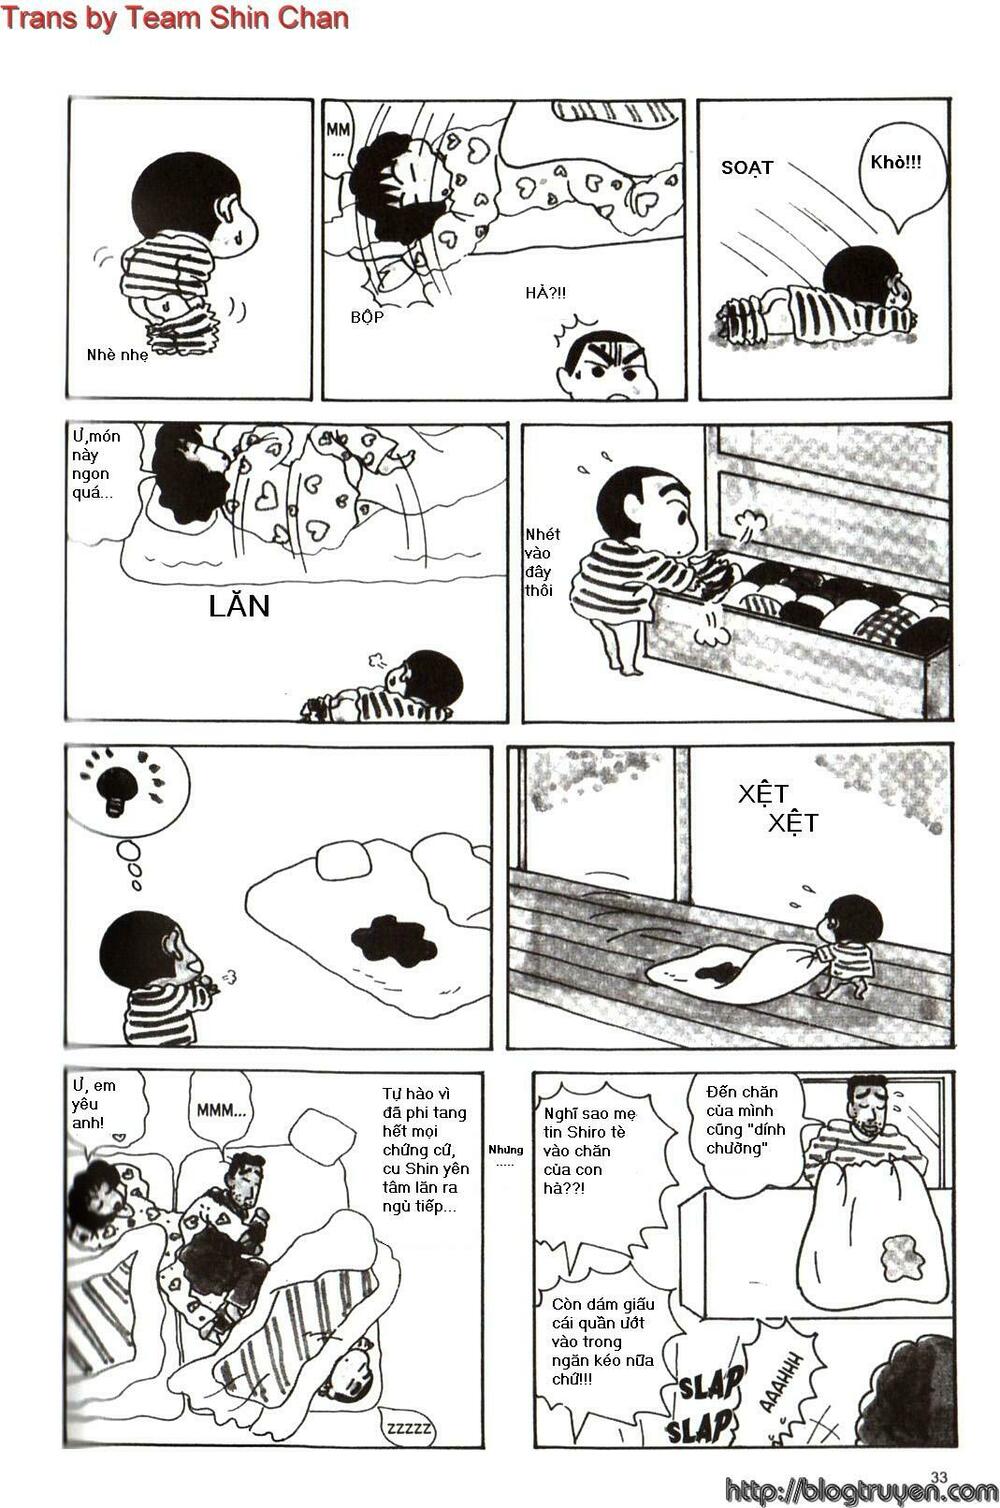 Trans by Team Shin Chan
Nhè nhẹ
MM
...
BỘP
HẢ?!!
SOẠT
Khò!!!
Ư,món
này
ngon
quá...
LĂN
Nhét
vào
đây
thôi
XỆT
XỆT
Ư, em
yêu
anh!
MMM...
Tự hào vì
đã phi tang
hết mọi
chứng cứ,
cu Shin yên
tâm lăn ra
ngủ tiếp...
zzzzz
Nhưng
.....
Nghĩ sao mẹ
tin Shiro tè
vào chăn
của con
hả??!
Đến chăn
của mình
cũng "dính
chưởng"
Còn dám giấu
cái quần ướt
vào trong
ngăn kéo nữa
chứ!!!
SLAP
SLAP
AAAHHH
33
http://blogtruyen.com